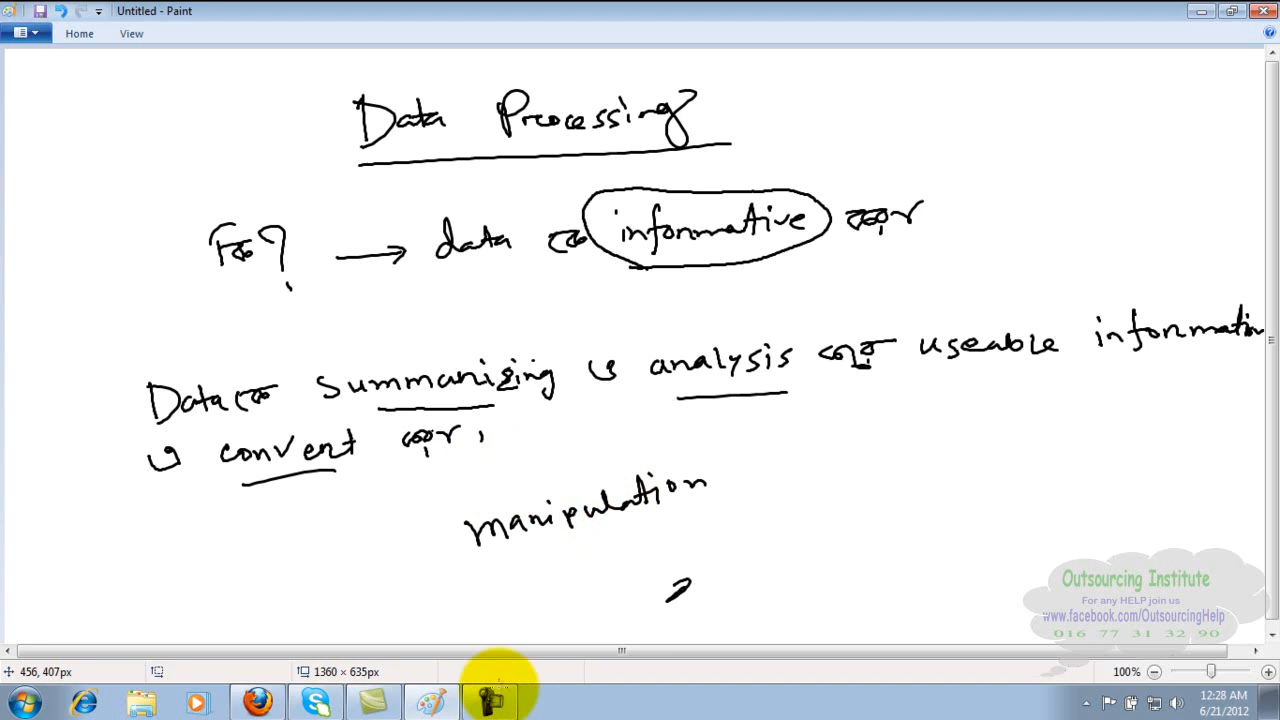 Untitled - Paint
Home View
Data Processing
কি? → data কে informative করা
Dataকে summarizing ও analysis করে useable information
ও convert করা,
manipulation
Outsourcing Institute
For any HELP join us
www.facebook.com/OutsourcingHelp
016 77 31 32 90
456, 407px 1360 × 635px 100%
12:28 AM
6/21/2012